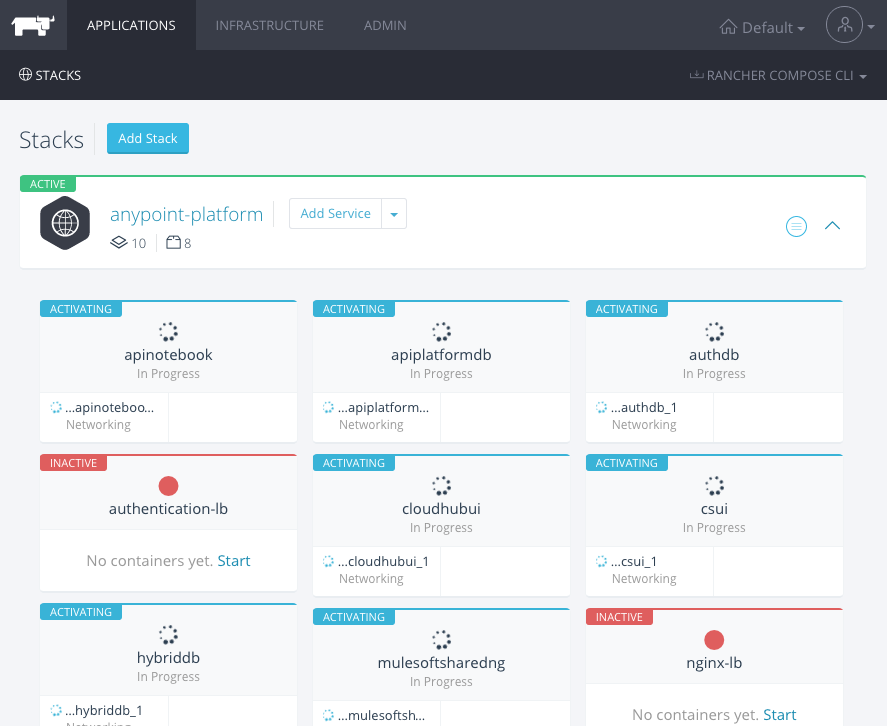 APPLICATIONS
INFRASTRUCTURE
ADMIN
Default
STACKS
RANCHER COMPOSE CLI
Stacks
Add Stack
ACTIVE
anypoint-platform
Add Service
10
8
ACTIVATING
apinotebook
In Progress
...apinoteboo...
Networking
ACTIVATING
apiplatformdb
In Progress
...apiplatform...
Networking
ACTIVATING
authdb
In Progress
...authdb_1
Networking
INACTIVE
authentication-lb
No containers yet. Start
ACTIVATING
cloudhubui
In Progress
...cloudhubui_1
Networking
ACTIVATING
csui
In Progress
...csui_1
Networking
ACTIVATING
hybriddb
In Progress
...hybriddb_1
Networking
ACTIVATING
mulesoftsharedng
In Progress
...mulesoftsh...
INACTIVE
nginx-lb
No containers yet. Start